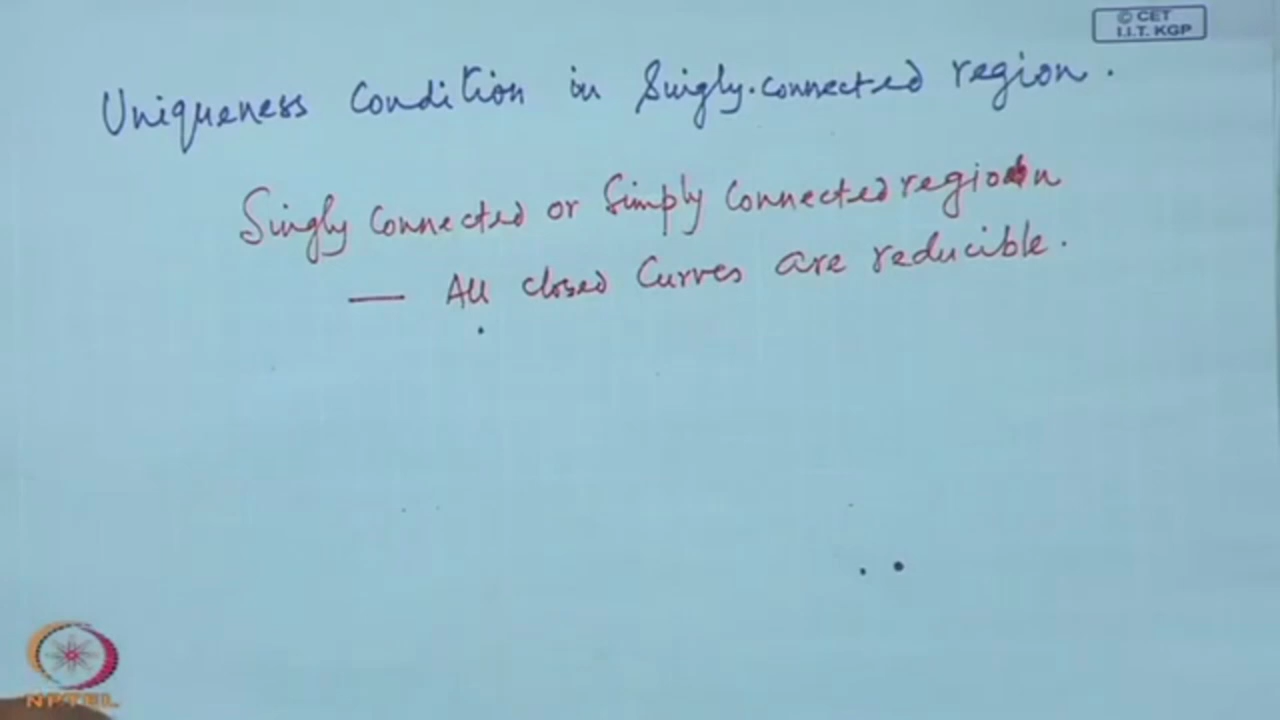 © CET
I.I.T. KGP
Uniqueness Condition in Singly-connected region.
Singly connected or Simply connected region
— All closed Curves are reducible.
NPTEL